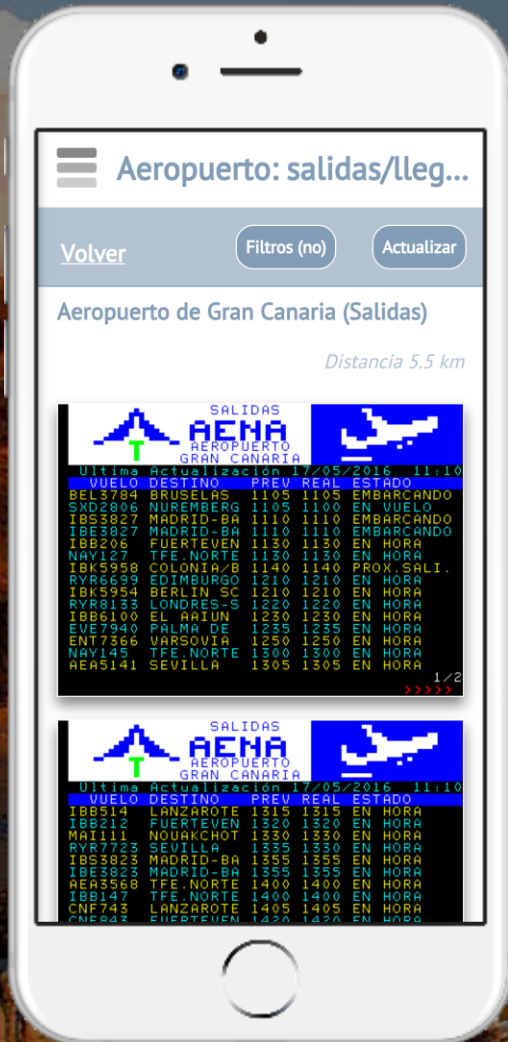 Aeropuerto: salidas/lleg...
Volver
Filtros (no)
Actualizar
Aeropuerto de Gran Canaria (Salidas)
Distancia 5.5 km
SALIDAS
AENA
AEROPUERTO
GRAN CANARIA
Ultima Actualización 17/05/2016 11:10
VUELO DESTINO PREV REAL ESTADO
BEL3784 BRUSELAS 1105 1105 EMBARCANDO
SXD2806 NUREMBERG 1105 1100 EN VUELO
IBS3827 MADRID-BA 1110 1110 EMBARCANDO
IBE3827 MADRID-BA 1110 1110 EMBARCANDO
IBB206 FUERTEVEN 1130 1130 EN HORA
NAY127 TFE.NORTE 1130 1130 EN HORA
IBK5958 COLONIA/B 1140 1140 PROX.SALI.
RYR6699 EDIMBURGO 1210 1210 EN HORA
IBK5954 BERLIN SC 1210 1210 EN HORA
RYR8133 LONDRES-S 1220 1220 EN HORA
IBB6100 EL AAIUN 1230 1230 EN HORA
EVE7940 PALMA DE 1235 1255 EN HORA
ENT7366 VARSOVIA 1250 1250 EN HORA
NAY145 TFE.NORTE 1300 1300 EN HORA
AEA5141 SEVILLA 1305 1305 EN HORA
1/2
>>>>>
SALIDAS
AENA
AEROPUERTO
GRAN CANARIA
Ultima Actualización 17/05/2016 11:10
VUELO DESTINO PREV REAL ESTADO
IBB514 LANZAROTE 1315 1315 EN HORA
IBB212 FUERTEVEN 1320 1320 EN HORA
MAI111 NOUAKCHOT 1330 1330 EN HORA
RYR7723 SEVILLA 1335 1330 EN HORA
IBS3823 MADRID-BA 1355 1355 EN HORA
IBE3823 MADRID-BA 1355 1355 EN HORA
AEA3568 TFE.NORTE 1400 1400 EN HORA
IBB147 TFE.NORTE 1400 1400 EN HORA
CNF743 LANZAROTE 1405 1405 EN HORA
CNF843 FUERTEVEN 1420 1420 EN HORA